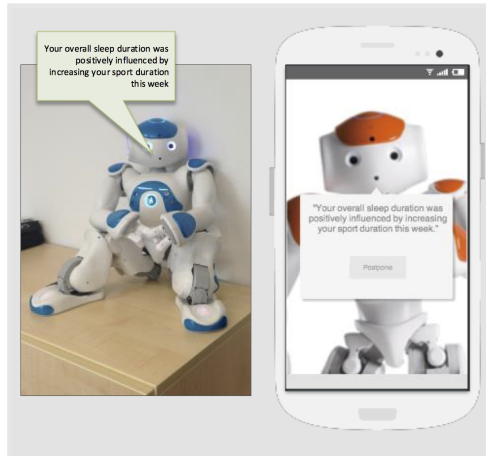 Your overall sleep duration was
positively influenced by
increasing your sport duration
this week
"Your overall sleep duration was
positively influenced by increasing
your sport duration this week."
Postpone